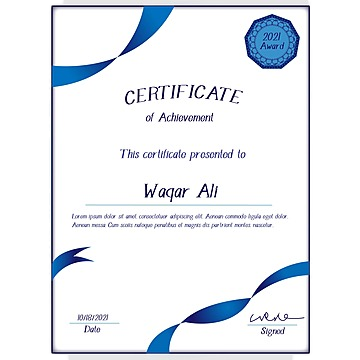 2021
Award
CERTIFICATE
of Achievement
This certificate presented to
Waqar Ali
Lorem ipsum dolor sit amet, consectetuer adipiscing elit. Aenean commodo ligula eget dolor.
Aenean massa Cum sociis natoque penatibus et magnis dis parturient montes nascetur.
10/18/2021
Date
Signed